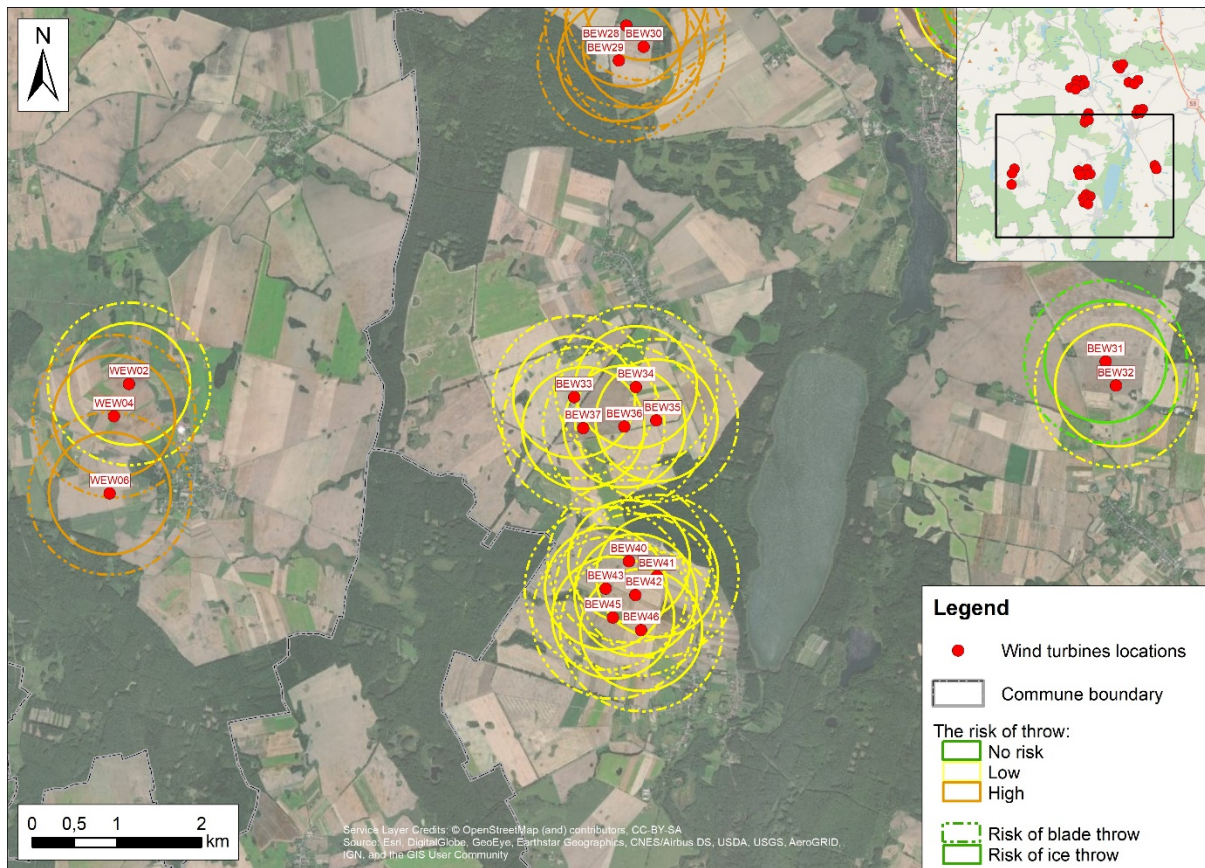 N
BEW28 BEW30
BEW29
58
BEW31
BEW32
WEW02
WEW04
WEW06
BEW33
BEW34
BEW37
BEW36
BEW35
BEW40
BEW41
BEW43
BEW42
BEW45
BEW46
Legend
Wind turbines locations
Commune boundary
The risk of throw:
No risk
Low
High
Risk of blade throw
Risk of ice throw
0 0,5 1 2
km
Service Layer Credits: © OpenStreetMap (and) contributors, CC-BY-SA
Source: Esri, DigitalGlobe, GeoEye, Earthstar Geographics, CNES/Airbus DS, USDA, USGS, AeroGRID,
IGN, and the GIS User Community